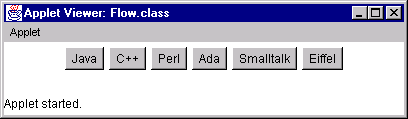 Applet Viewer: Flow.class
Applet
Java C++ Perl Ada Smalltalk Eiffel
Applet started.